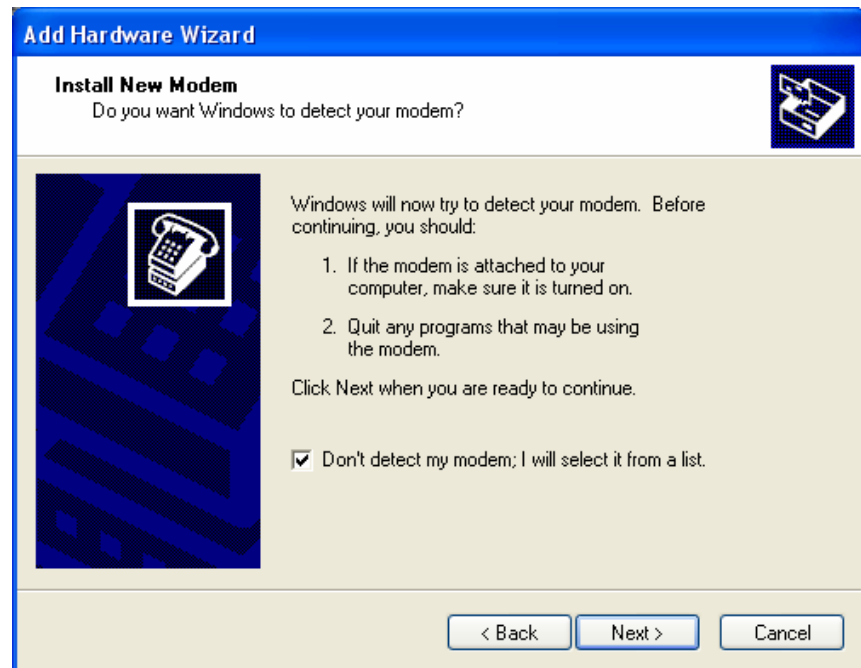 Add Hardware Wizard
Install New Modem
Do you want Windows to detect your modem?
Windows will now try to detect your modem.  Before
continuing, you should:
1. If the modem is attached to your
computer, make sure it is turned on.
2. Quit any programs that may be using
the modem.
Click Next when you are ready to continue.
Don't detect my modem; I will select it from a list.
< Back
Next >
Cancel